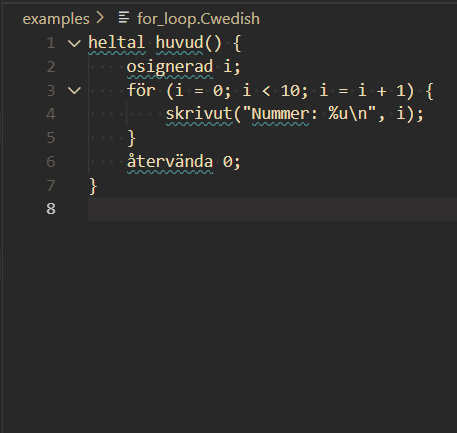 examples > for_loop.Cwedish
1 heltal huvud() {
2 osignerad i;
3 för (i = 0; i < 10; i = i + 1) {
4 skrivut("Nummer: %u\n", i);
5 }
6 återvända 0;
7 }
8